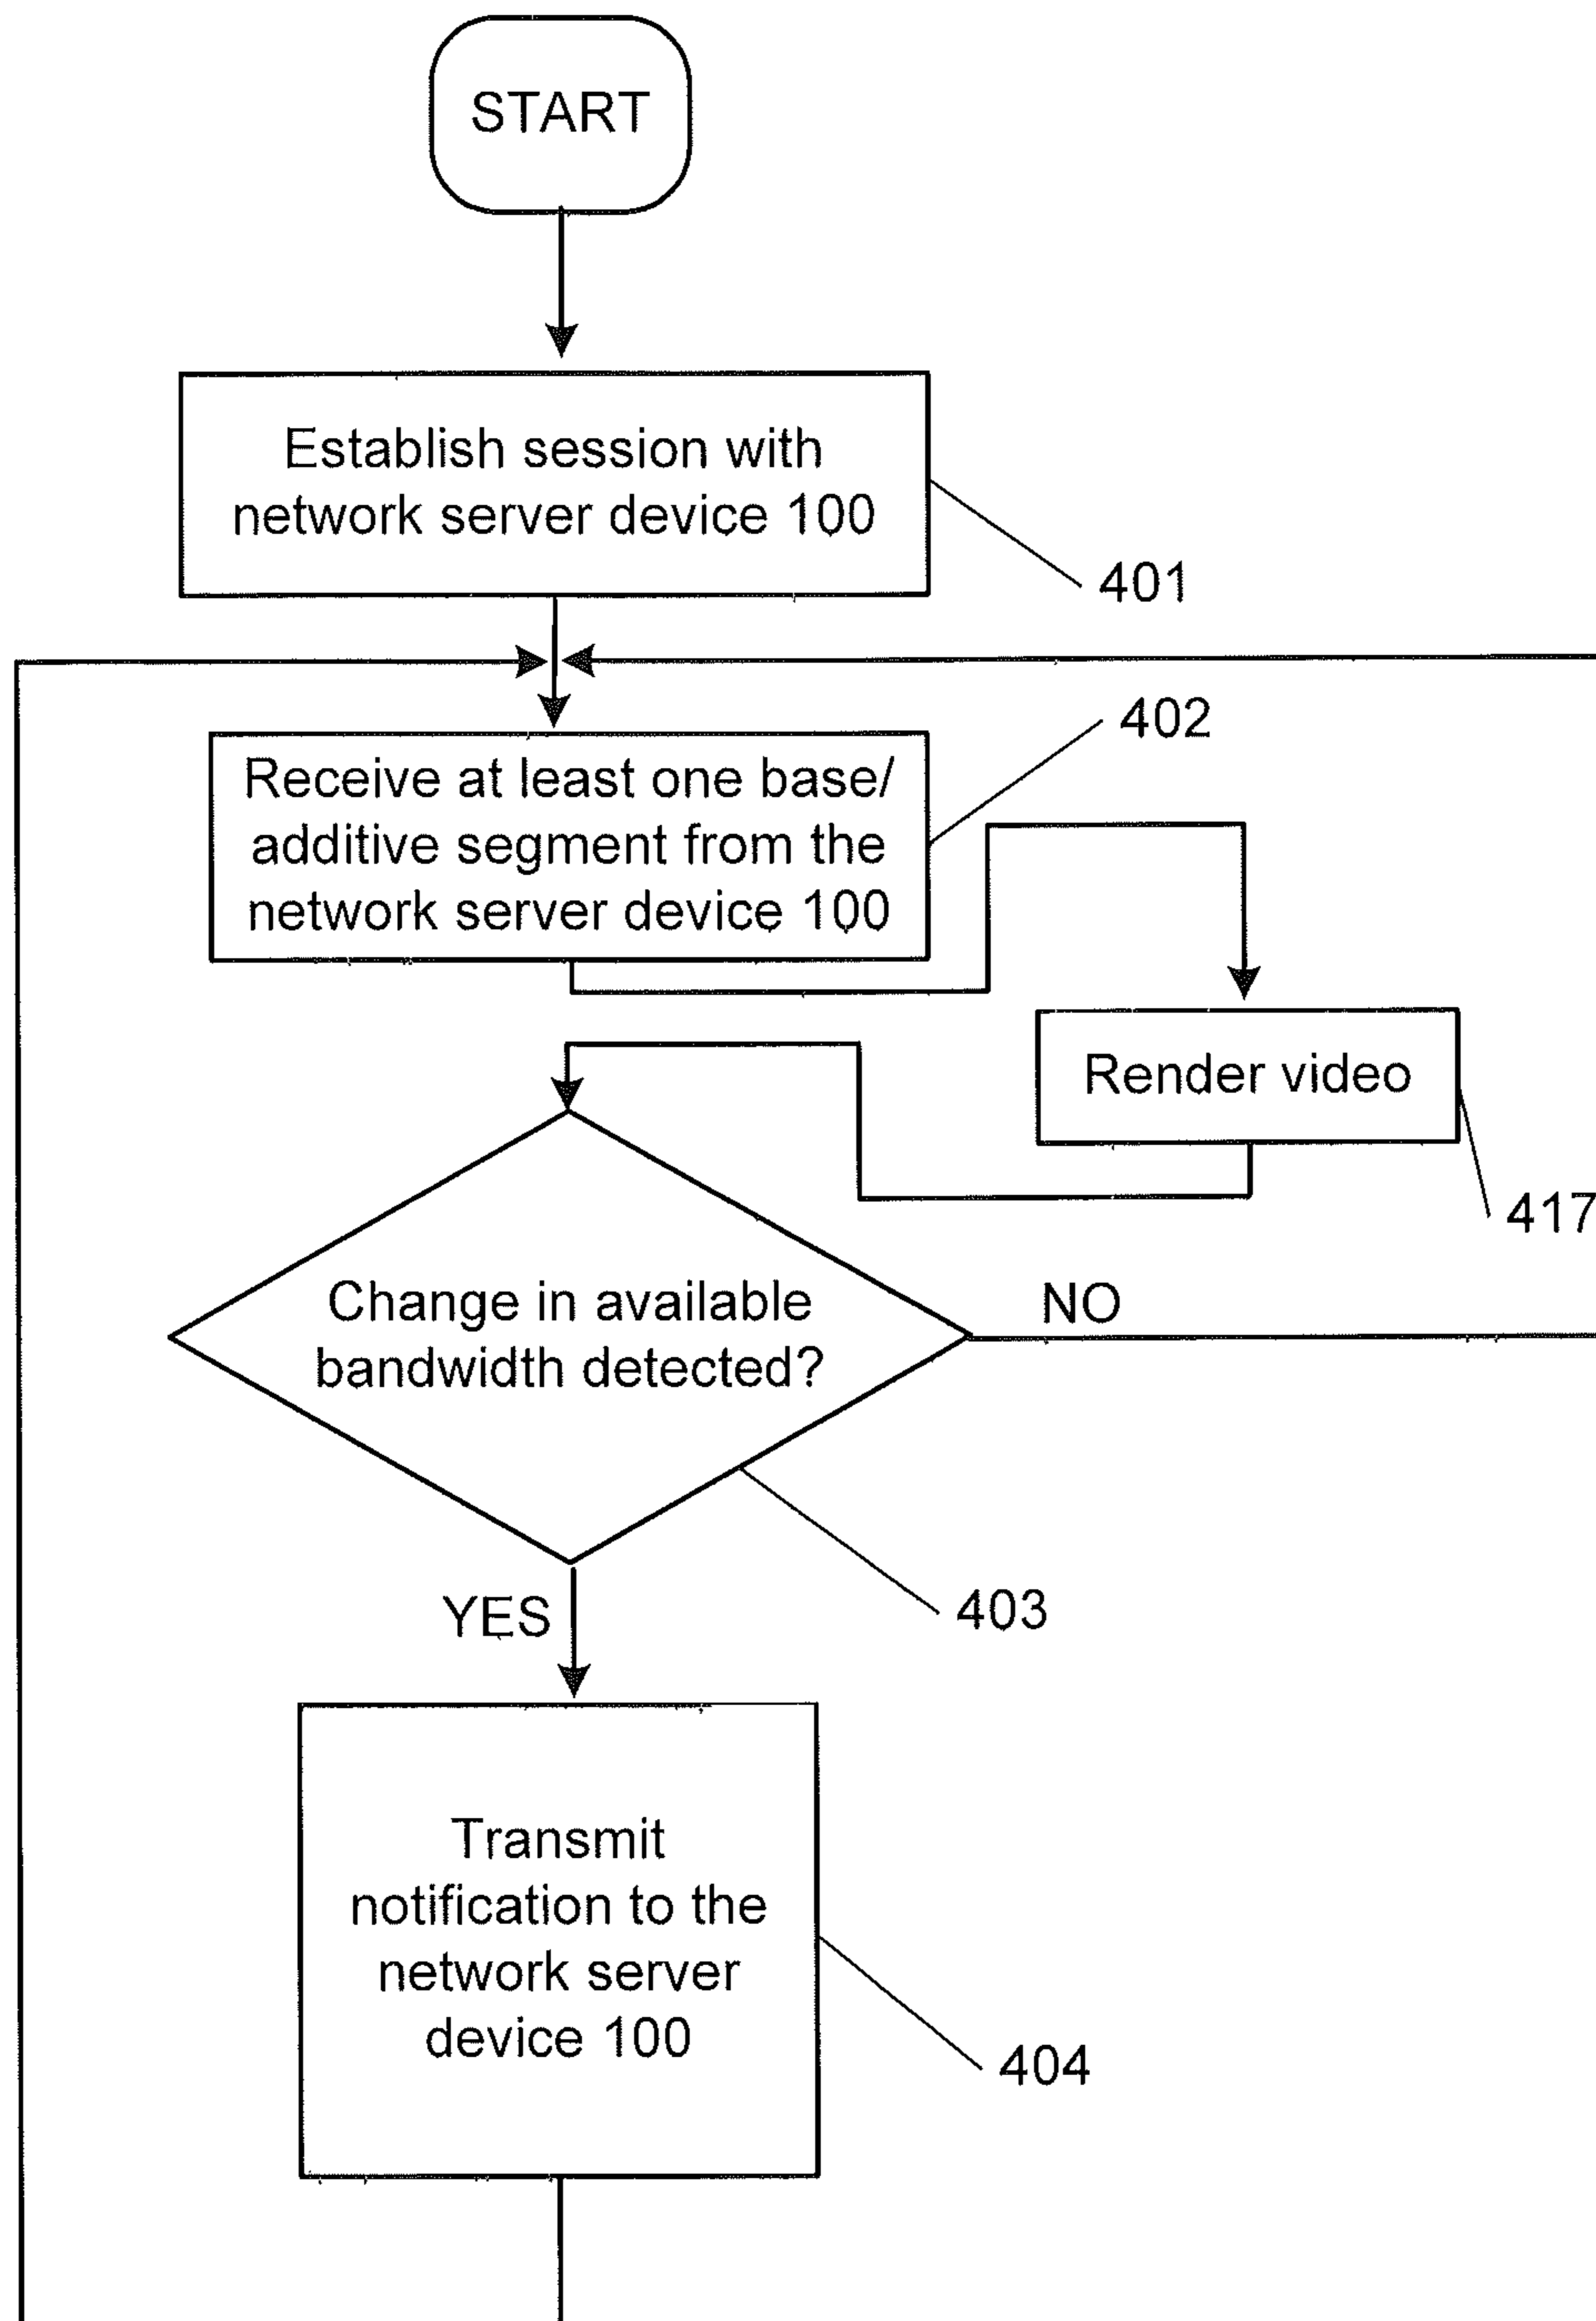 START
Establish session with
network server device 100
401
402
Receive at least one base/
additive segment from the
network server device 100
Render video
417
Change in available
bandwidth detected?
NO
YES
403
Transmit
notification to the
network server
device 100
404